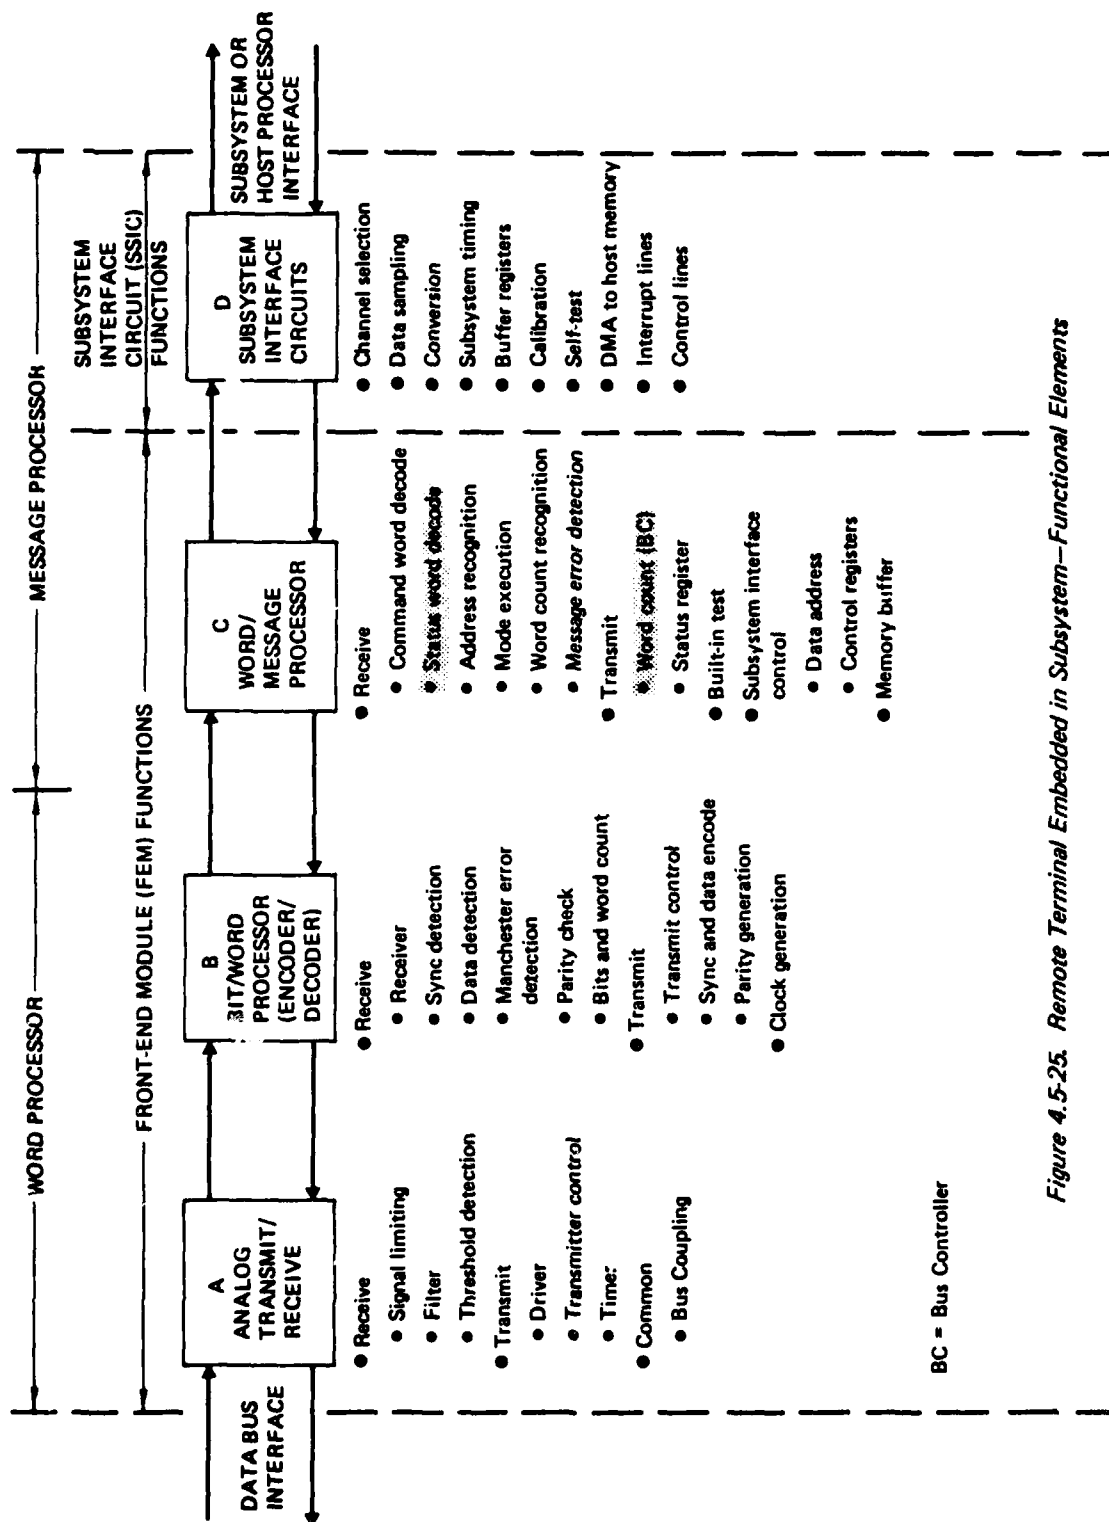 WORD PROCESSOR
MESSAGE PROCESSOR
FRONT-END MODULE (FEM) FUNCTIONS
SUBSYSTEM
INTERFACE
CIRCUIT (SSIC)
FUNCTIONS
DATA BUS
INTERFACE
A
ANALOG
TRANSMIT/
RECEIVE
B
BIT/WORD
PROCESSOR
(ENCODER/
DECODER)
C
WORD/
MESSAGE
PROCESSOR
D
SUBSYSTEM
INTERFACE
CIRCUITS
SUBSYSTEM OR
HOST PROCESSOR
INTERFACE
● Receive
● Signal limiting
● Filter
● Threshold detection
● Transmit
● Driver
● Transmitter control
● Timer
● Common
● Bus Coupling
● Receive
● Receiver
● Sync detection
● Data detection
● Manchester error
detection
● Parity check
● Bits and word count
● Transmit
● Transmit control
● Sync and data encode
● Parity generation
● Clock generation
● Receive
● Command word decode
● Status word decode
● Address recognition
● Mode execution
● Word count recognition
● Message error detection
● Transmit
● Word count (BC)
● Status register
● Built-in test
● Subsystem interface
control
● Data address
● Control registers
● Memory buffer
● Channel selection
● Data sampling
● Conversion
● Subsystem timing
● Buffer registers
● Calibration
● Self-test
● DMA to host memory
● Interrupt lines
● Control lines
BC = Bus Controller
Figure 4.5-25. Remote Terminal Embedded in Subsystem—Functional Elements